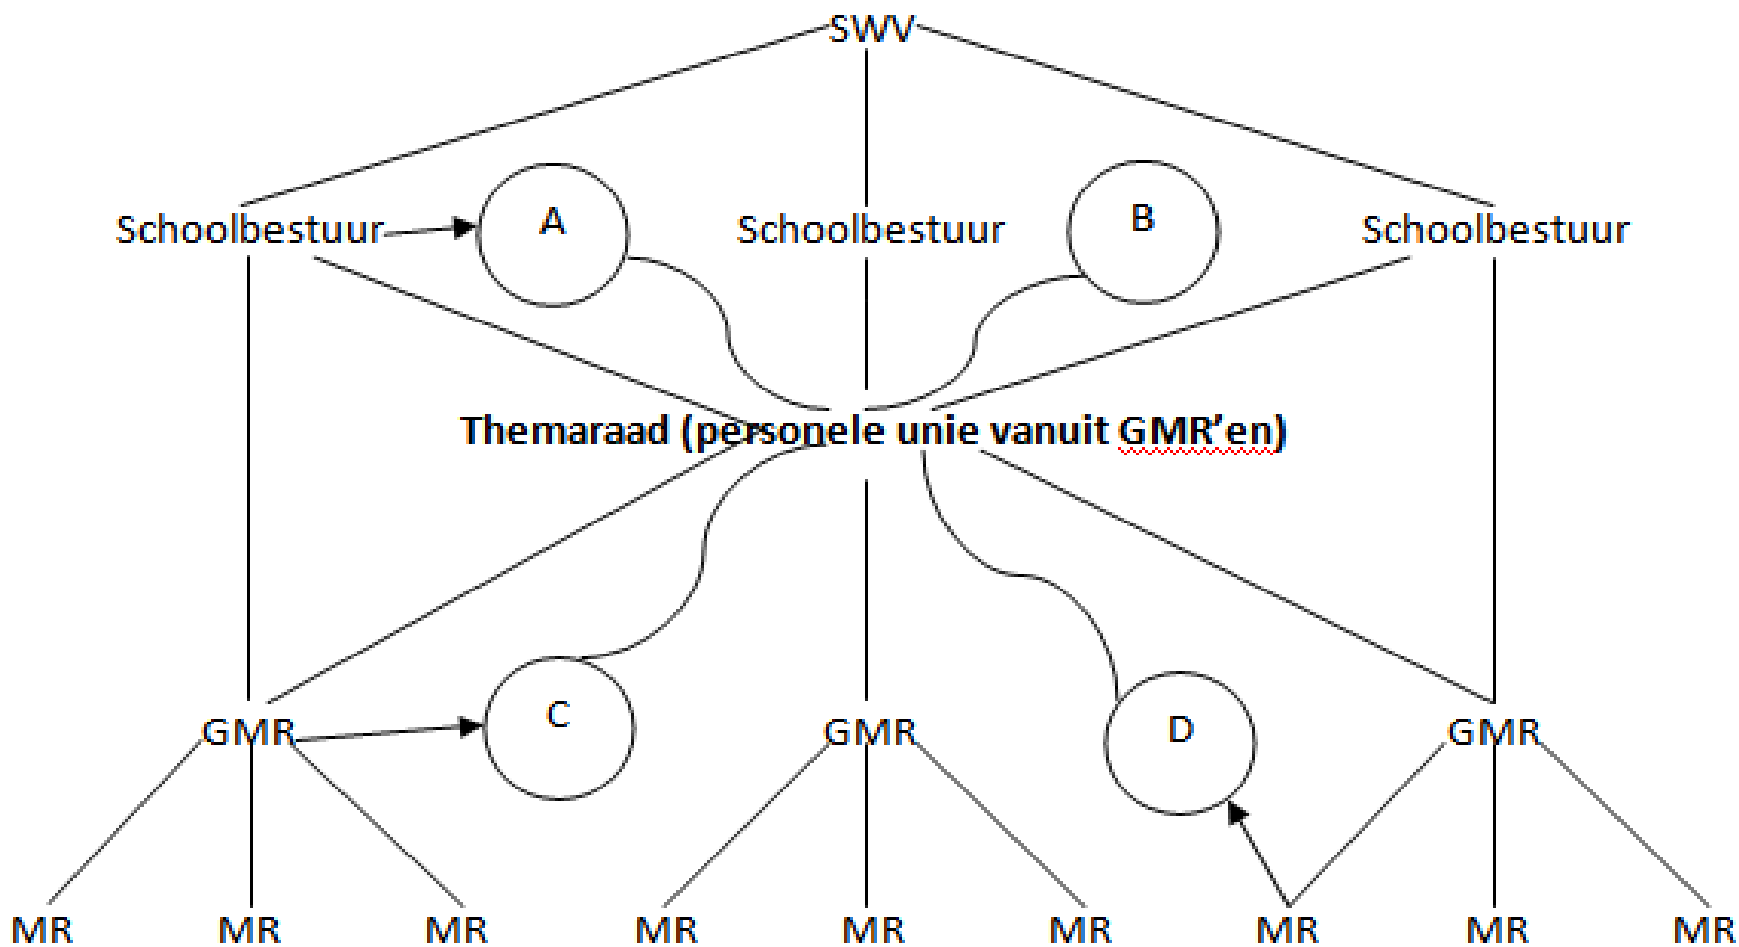 SWV
A
B
Schoolbestuur
Schoolbestuur
Schoolbestuur
Themaraad (personele unie vanuit GMR’en)
C
D
GMR
GMR
GMR
MR MR MR MR MR MR MR MR MR